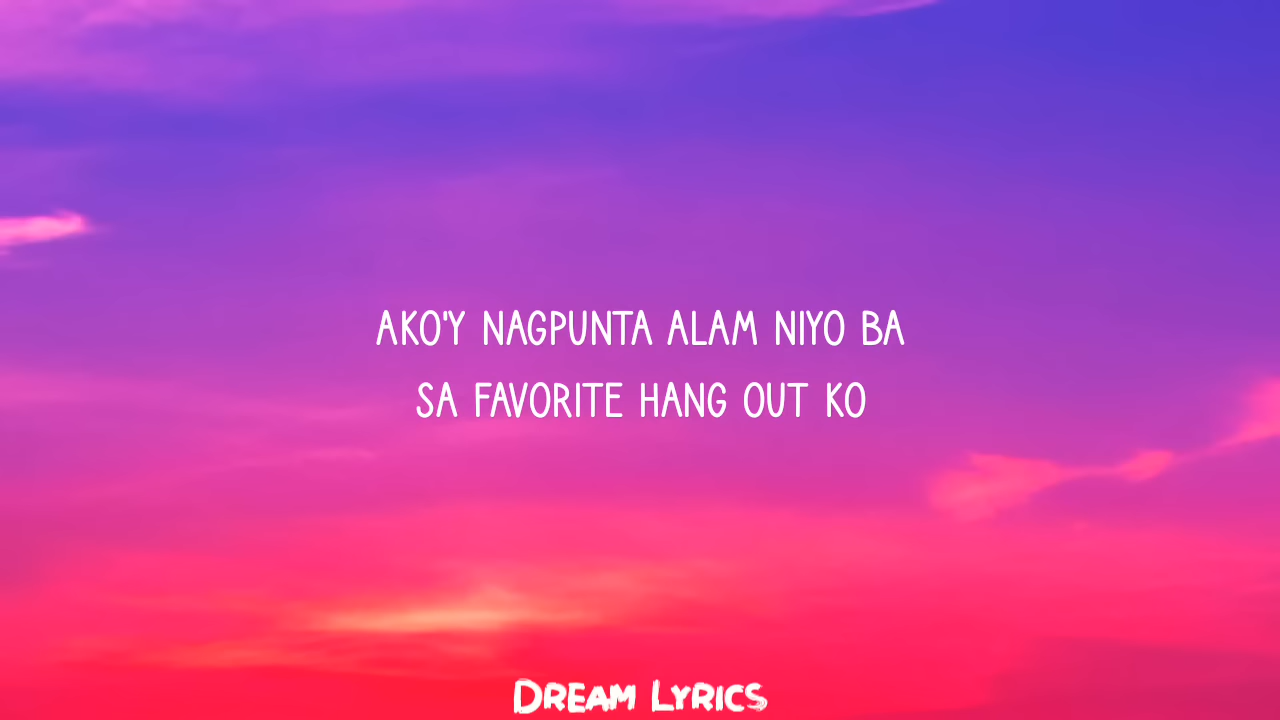 AKO'Y NAGPUNTA ALAM NIYO BA
SA FAVORITE HANG OUT KO
DREAM LYRICS